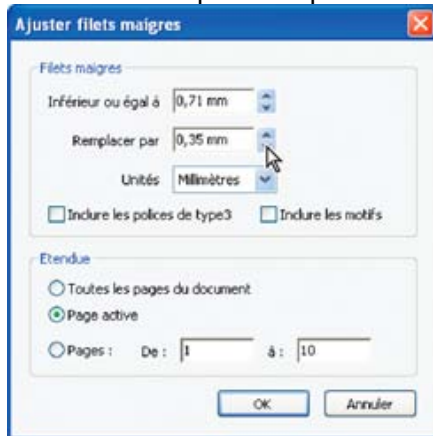 Ajuster filets maigres
Filets maigres
Inférieur ou égal à 0,71 mm
Remplacer par 0,35 mm
Unités Millimètres
Indure les polices de type3 Indure les motifs
Etendue
Toutes les pages du document
Page active
Pages : De : 1 à : 10
OK Annuler